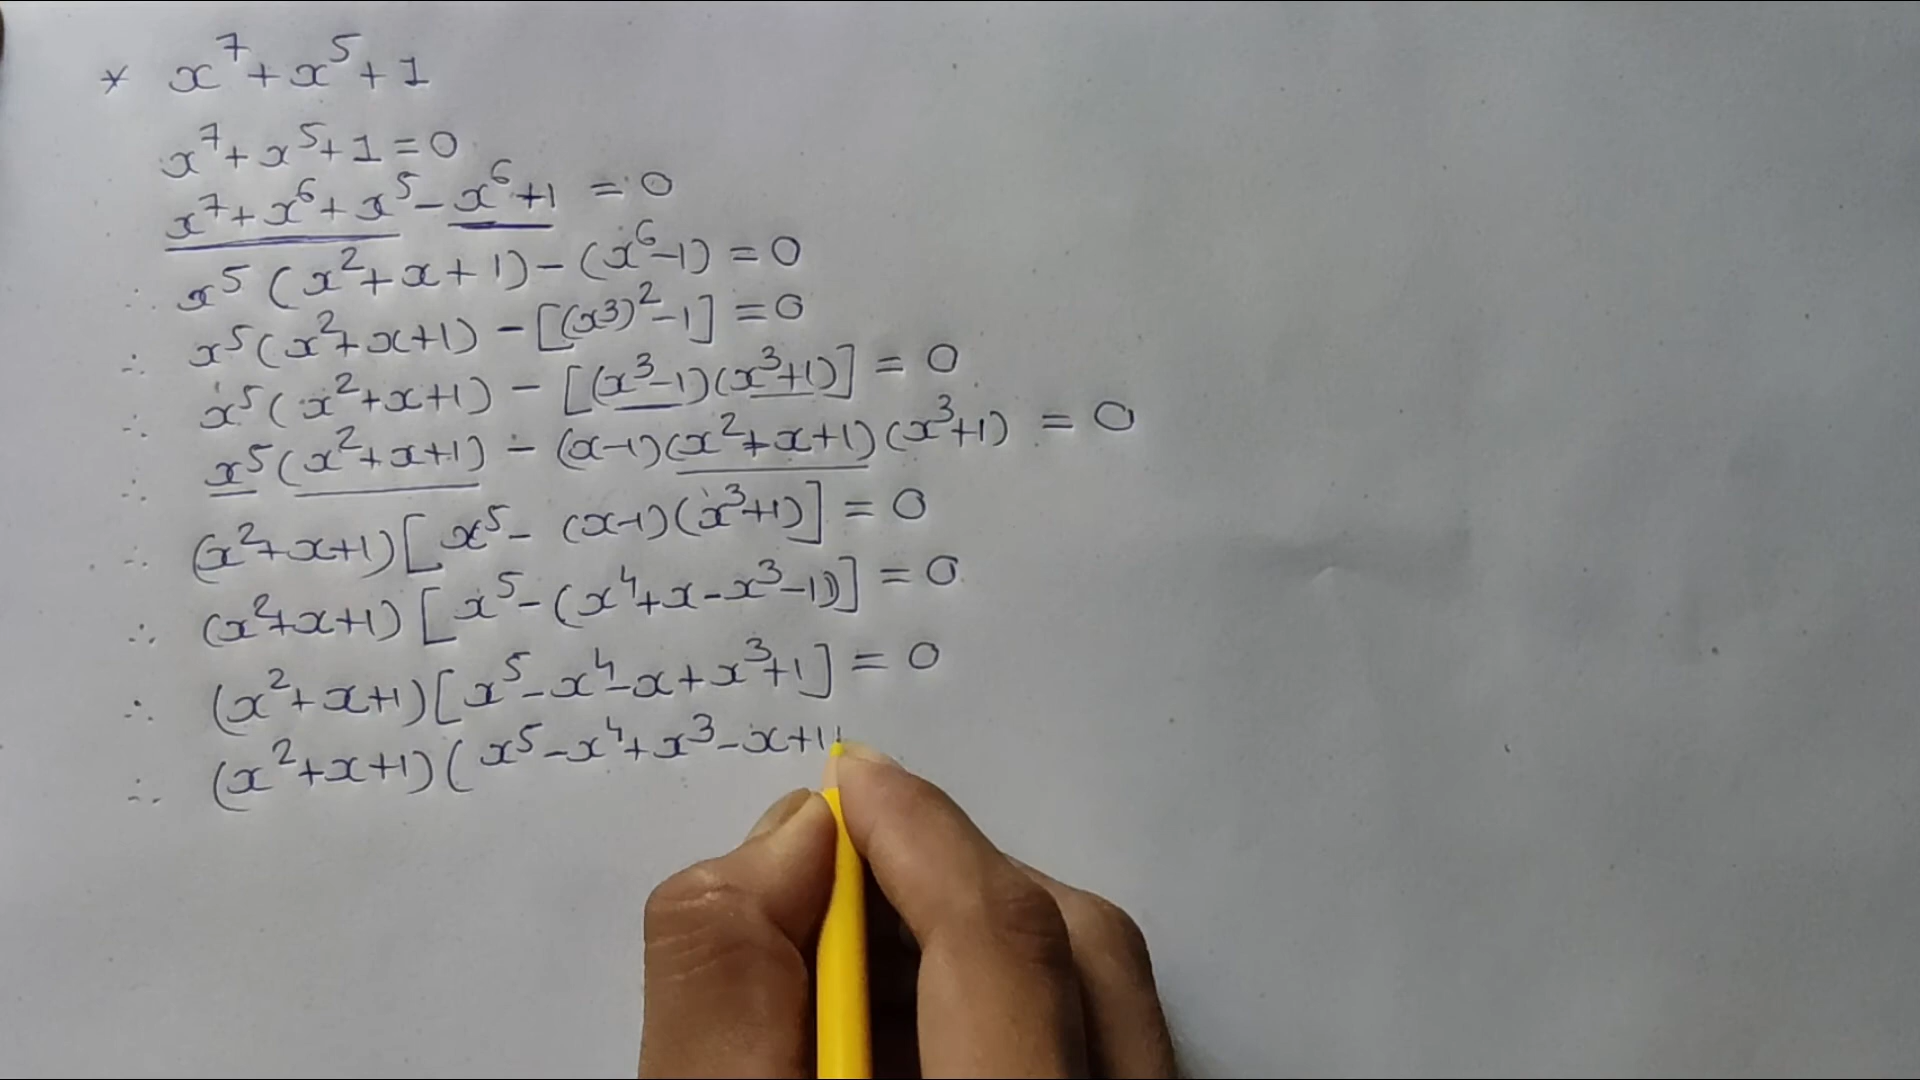 * x⁷+x⁵+1
x⁷+x⁵+1=0
x⁷+x⁶+x⁵-x⁶+1 =0
∴ x⁵(x²+x+1)-(x⁶-1)=0
∴ x⁵(x²+x+1)-[(x³)²-1]=0
∴ x⁵(x²+x+1)-[(x³-1)(x³+1)]=0
∴ x⁵(x²+x+1)-(x-1)(x²+x+1)(x³+1)=0
∴ (x²+x+1)[x⁵-(x-1)(x³+1)]=0
∴ (x²+x+1)[x⁵-(x⁴+x-x³-1)]=0
∴ (x²+x+1)[x⁵-x⁴-x+x³+1]=0
∴ (x²+x+1)(x⁵-x⁴+x³-x+1